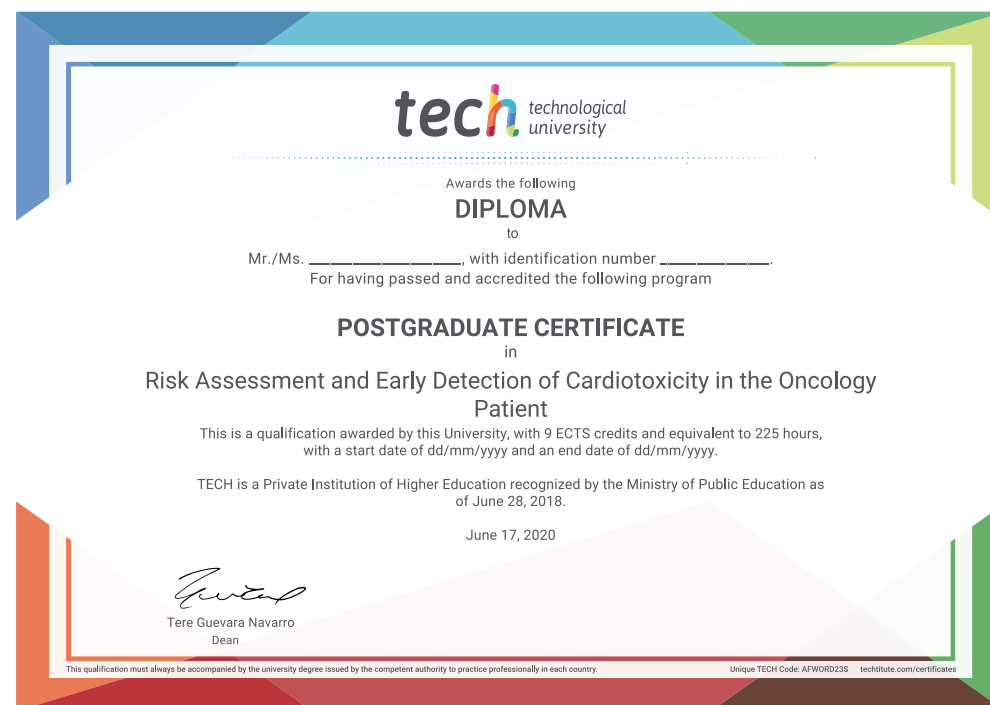 tech technological
university
Awards the following
DIPLOMA
to
Mr./Ms. ____________________, with identification number ______________.
For having passed and accredited the following program
POSTGRADUATE CERTIFICATE
in
Risk Assessment and Early Detection of Cardiotoxicity in the Oncology
Patient
This is a qualification awarded by this University, with 9 ECTS credits and equivalent to 225 hours,
with a start date of dd/mm/yyyy and an end date of dd/mm/yyyy.
TECH is a Private Institution of Higher Education recognized by the Ministry of Public Education as
of June 28, 2018.
June 17, 2020
Tere Guevara Navarro
Dean
This qualification must always be accompanied by the university degree issued by the competent authority to practice professionally in each country.
Unique TECH Code: AFWORD23S techtitute.com/certificates